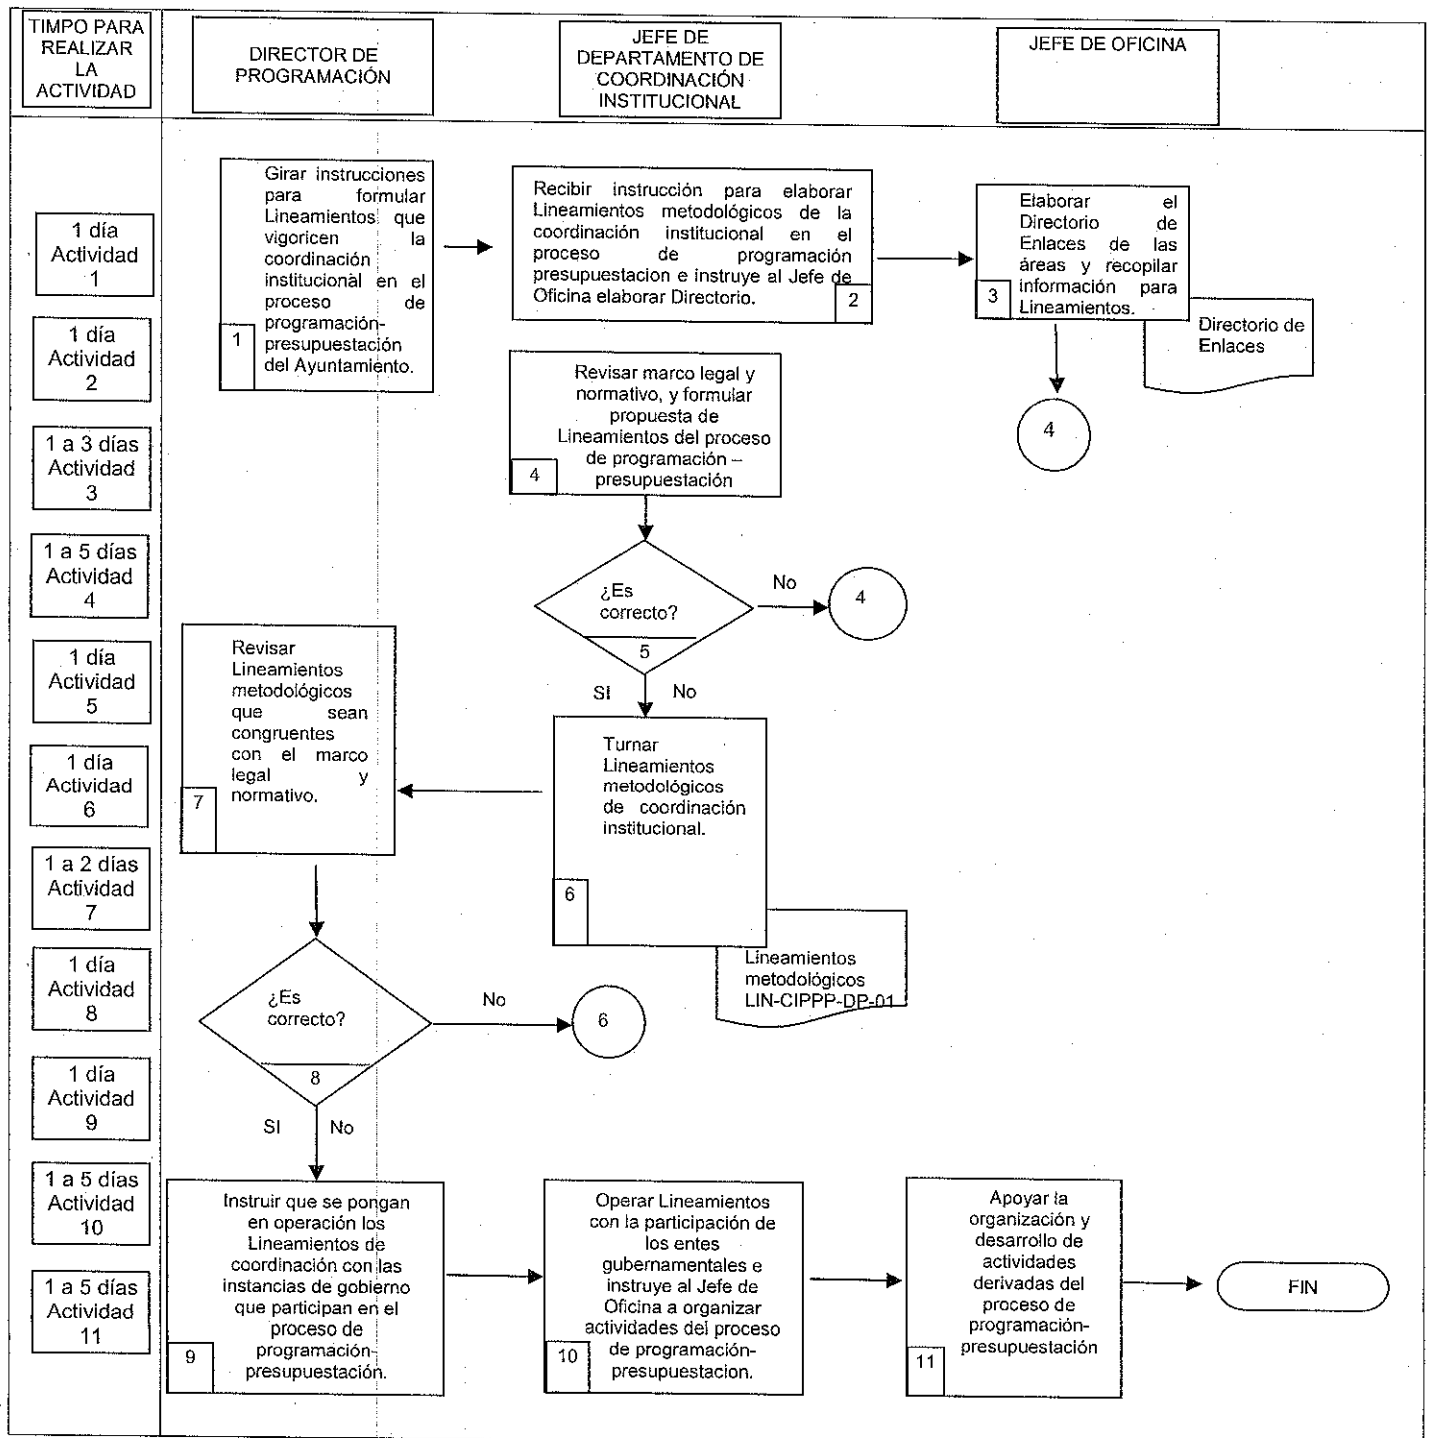 TIMPO PARA
REALIZAR
LA
ACTIVIDAD
DIRECTOR DE
PROGRAMACIÓN
JEFE DE
DEPARTAMENTO DE
COORDINACIÓN
INSTITUCIONAL
JEFE DE OFICINA
1 día
Actividad
1
1 día
Actividad
2
1 a 3 días
Actividad
3
1 a 5 días
Actividad
4
1 día
Actividad
5
1 día
Actividad
6
1 a 2 días
Actividad
7
1 día
Actividad
8
1 día
Actividad
9
1 a 5 días
Actividad
10
1 a 5 días
Actividad
11
Girar instrucciones
para formular
Lineamientos que
vigoricen la
coordinación
institucional en el
proceso de
programación-
presupuestación
del Ayuntamiento.
1
Recibir instrucción para elaborar
Lineamientos metodológicos de la
coordinación institucional en el
proceso de programación
presupuestacion e instruye al Jefe de
Oficina elaborar Directorio.
2
Elaborar el
Directorio de
Enlaces de las
áreas y recopilar
información para
Lineamientos.
3
Directorio de
Enlaces
4
Revisar marco legal y
normativo, y formular
propuesta de
Lineamientos del proceso
de programación –
presupuestación
4
¿Es
correcto?
5
No
4
SI No
Turnar
Lineamientos
metodológicos
de coordinación
institucional.
6
Lineamientos
metodológicos
LIN-CIPPP-DP-01
Revisar
Lineamientos
metodológicos
que sean
congruentes
con el marco
legal y
normativo.
7
¿Es
correcto?
8
No
6
SI No
Instruir que se pongan
en operación los
Lineamientos de
coordinación con las
instancias de gobierno
que participan en el
proceso de
programación-
presupuestación.
9
Operar Lineamientos
con la participación de
los entes
gubernamentales e
instruye al Jefe de
Oficina a organizar
actividades del proceso
de programación-
presupuestacion.
10
Apoyar la
organización y
desarrollo de
actividades
derivadas del
proceso de
programación-
presupuestación
11
FIN